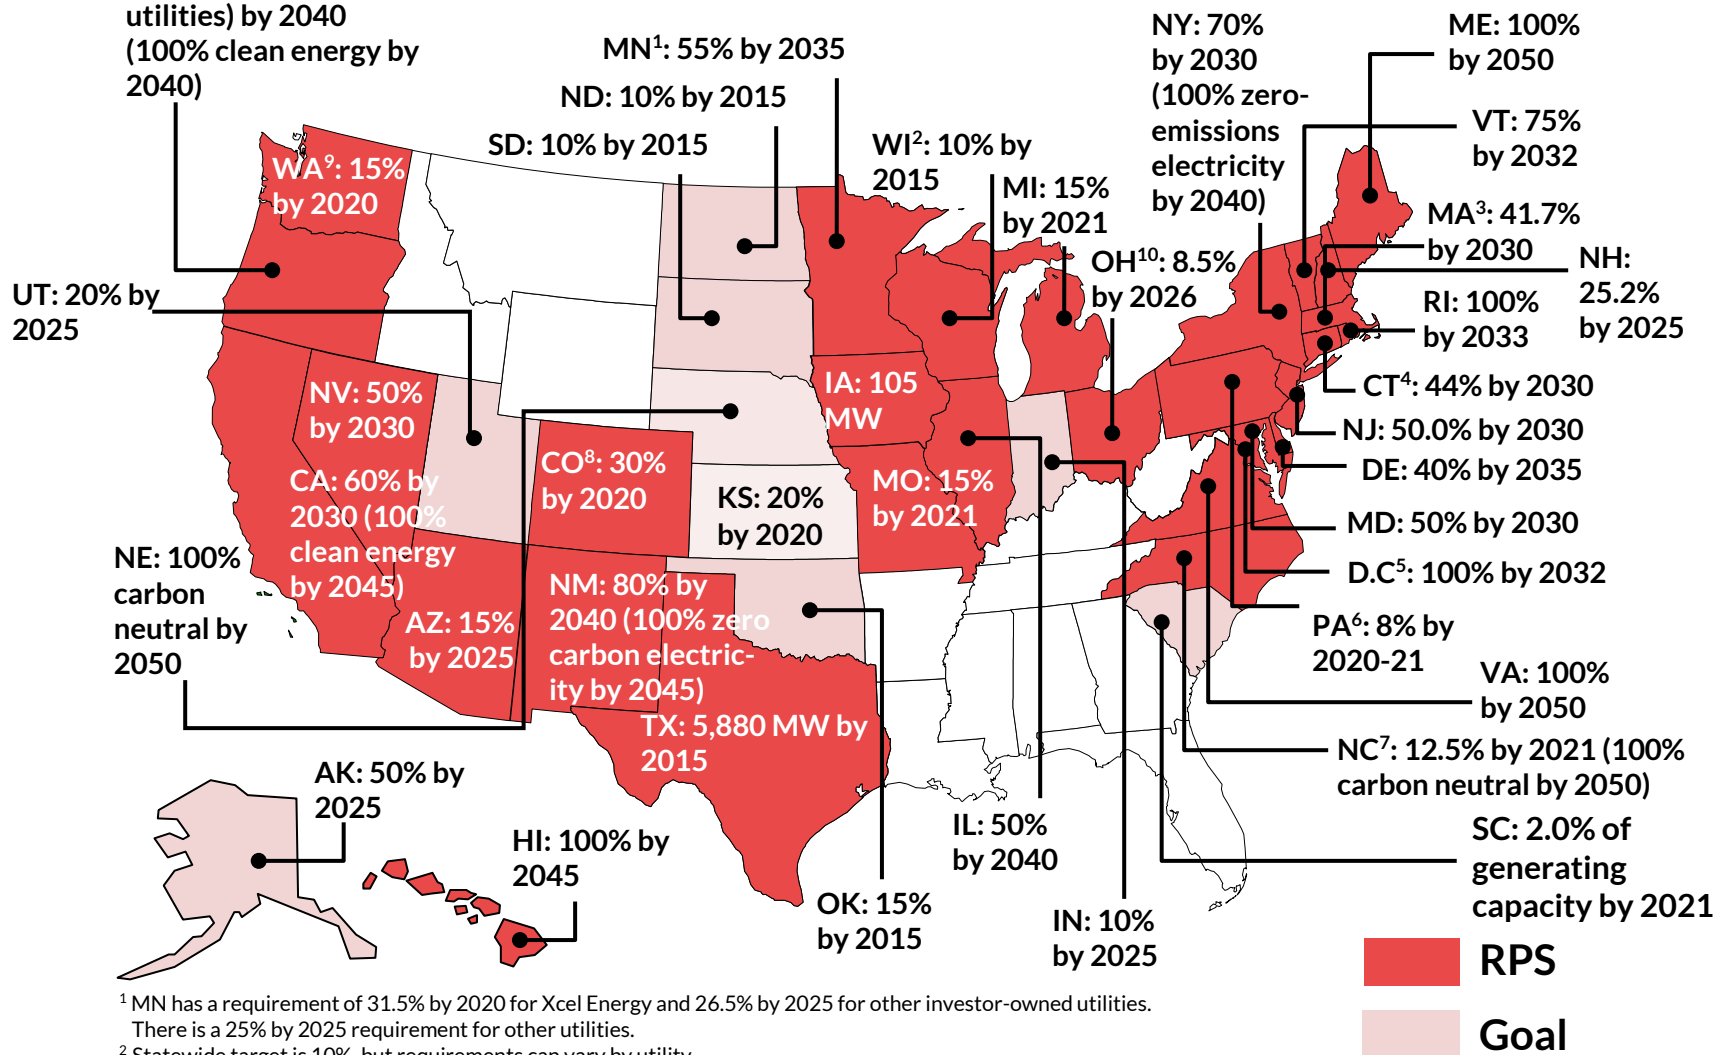 utilities) by 2040
(100% clean energy by
2040)
MN¹: 55% by 2035
ND: 10% by 2015
SD: 10% by 2015
WI²: 10% by
2015
MI: 15%
by 2021
OH¹⁰: 8.5%
by 2026
NY: 70%
by 2030
(100% zero-
emissions
electricity
by 2040)
ME: 100%
by 2050
VT: 75%
by 2032
MA³: 41.7%
by 2030
NH:
25.2%
by 2025
RI: 100%
by 2033
CT⁴: 44% by 2030
NJ: 50.0% by 2030
DE: 40% by 2035
MD: 50% by 2030
D.C⁵: 100% by 2032
PA⁶: 8% by
2020-21
VA: 100%
by 2050
NC⁷: 12.5% by 2021 (100%
carbon neutral by 2050)
SC: 2.0% of
generating
capacity by 2021
WA⁹: 15%
by 2020
UT: 20% by
2025
NV: 50%
by 2030
CA: 60% by
2030 (100%
clean energy
by 2045)
CO⁸: 30%
by 2020
KS: 20%
by 2020
IA: 105
MW
MO: 15%
by 2021
NE: 100%
carbon
neutral by
2050
AZ: 15%
by 2025
NM: 80% by
2040 (100% zero
carbon electric-
ity by 2045)
TX: 5,880 MW by
2015
AK: 50% by
2025
HI: 100% by
2045
OK: 15%
by 2015
IL: 50%
by 2040
IN: 10%
by 2025
RPS
Goal
¹ MN has a requirement of 31.5% by 2020 for Xcel Energy and 26.5% by 2025 for other investor-owned utilities.
There is a 25% by 2025 requirement for other utilities.
² Statewide target is 10%, but requirements can vary by utility